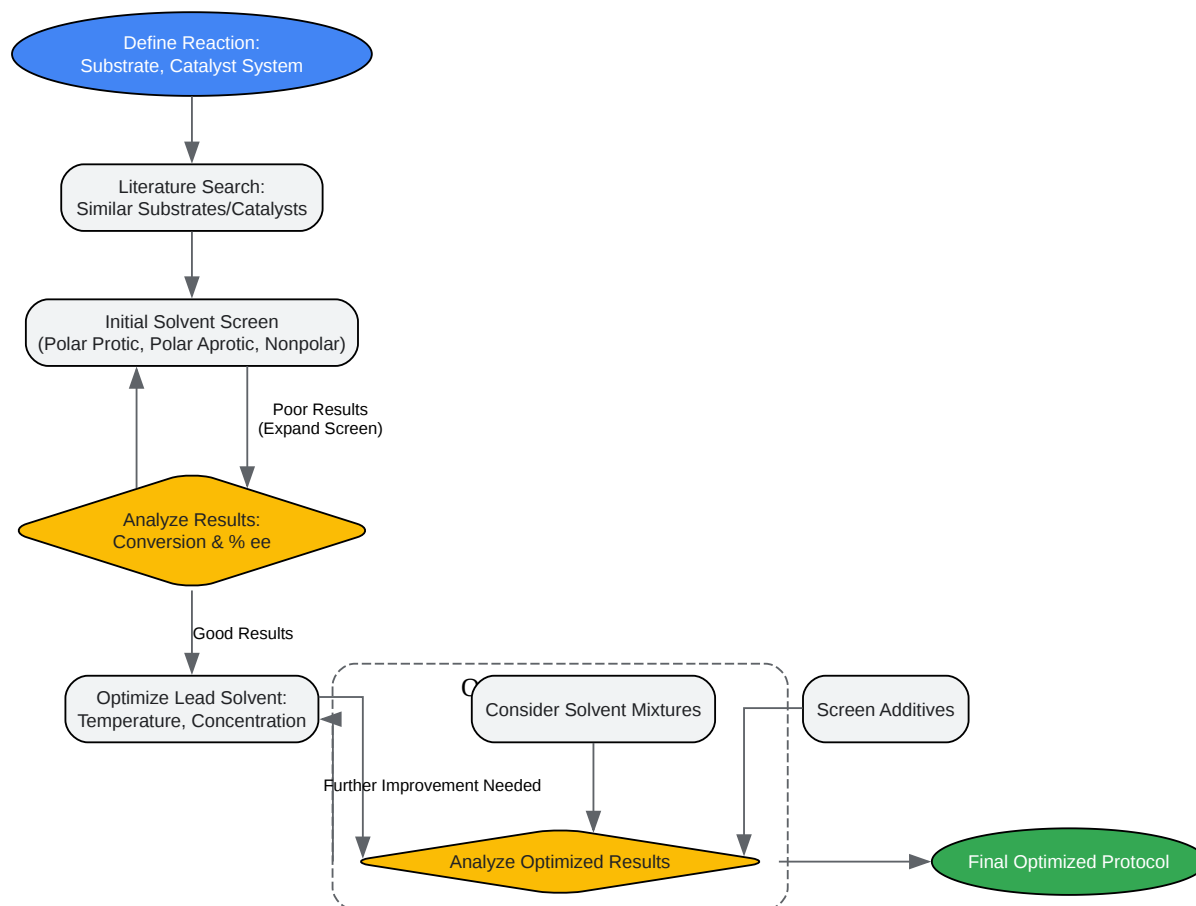 Define Reaction:
Substrate, Catalyst System
Literature Search:
Similar Substrates/Catalysts
Initial Solvent Screen
(Polar Protic, Polar Aprotic, Nonpolar)
Poor Results
(Expand Screen)
Analyze Results:
Conversion & % ee
Good Results
Optimize Lead Solvent:
Temperature, Concentration
Consider Solvent Mixtures
Screen Additives
Further Improvement Needed
Analyze Optimized Results
Final Optimized Protocol